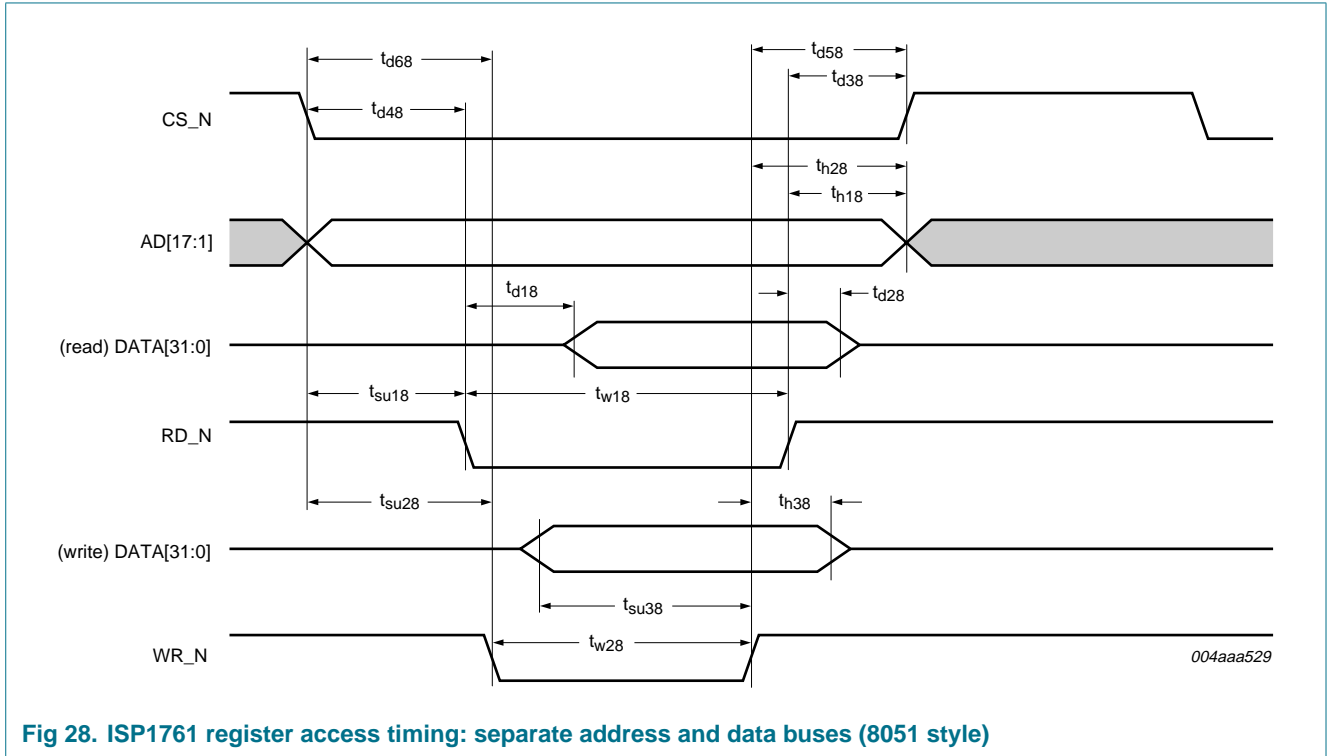 td68
td58
td38
CS_N
td48
th28
th18
AD[17:1]
td18
td28
(read) DATA[31:0]
tsu18
tw18
RD_N
tsu28
th38
(write) DATA[31:0]
tsu38
tw28
WR_N
004aaa529
Fig 28. ISP1761 register access timing: separate address and data buses (8051 style)